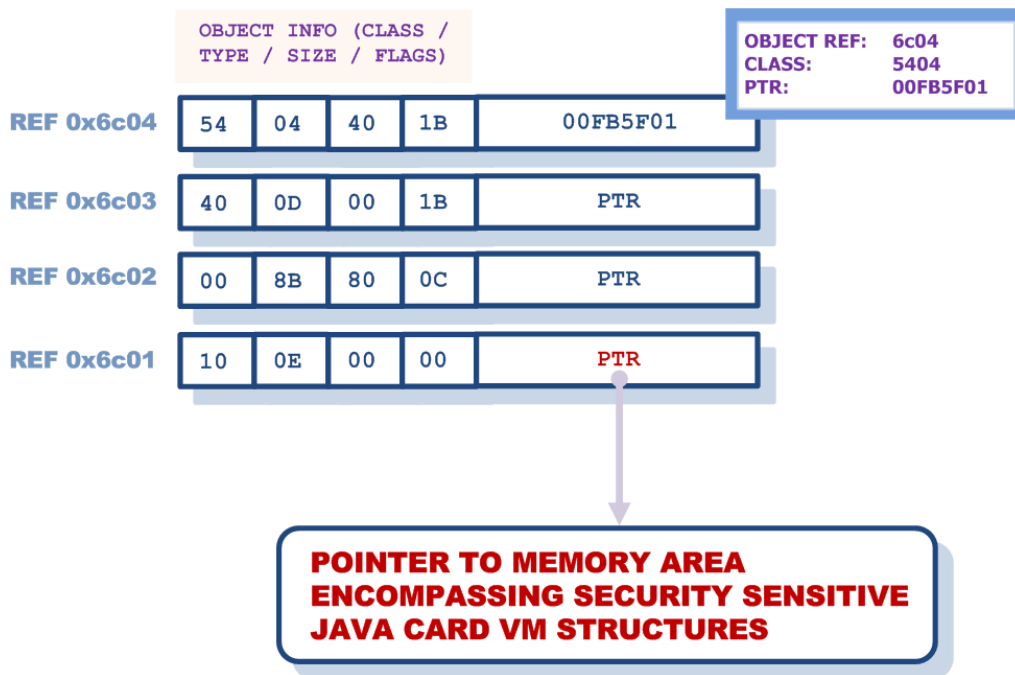 OBJECT INFO (CLASS /
TYPE / SIZE / FLAGS)
OBJECT REF: 6c04
CLASS: 5404
PTR: 00FB5F01
REF 0x6c04 54 04 40 1B 00FB5F01
REF 0x6c03 40 0D 00 1B PTR
REF 0x6c02 00 8B 80 0C PTR
REF 0x6c01 10 0E 00 00 PTR
POINTER TO MEMORY AREA
ENCOMPASSING SECURITY SENSITIVE
JAVA CARD VM STRUCTURES